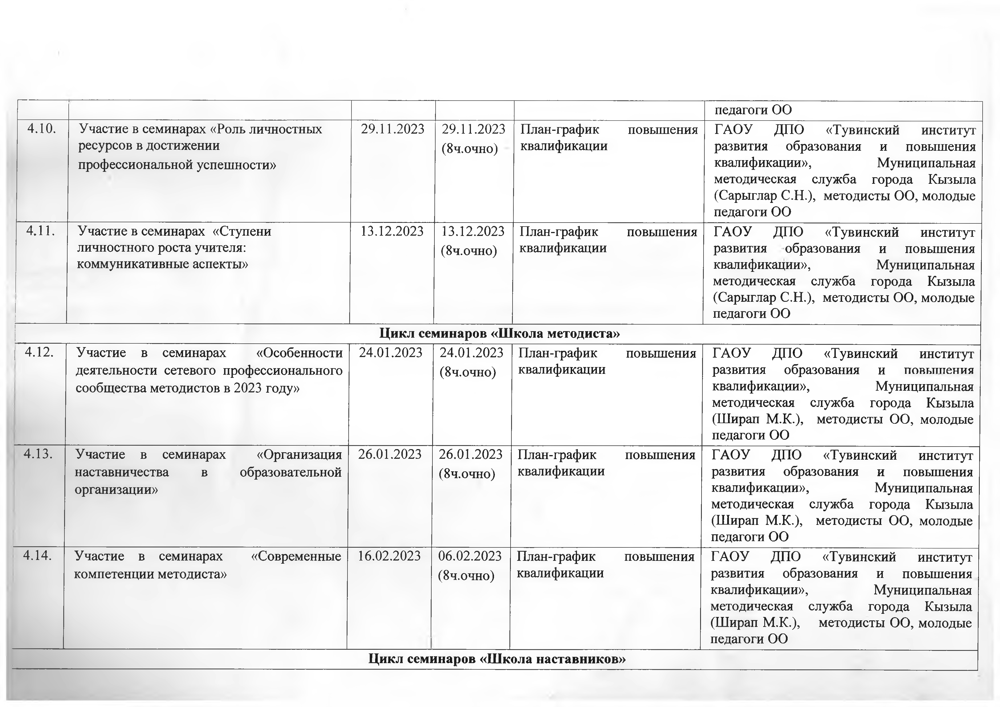 педагоги ОО
4.10.
Участие в семинарах «Роль личностных
ресурсов в достижении
профессиональной успешности»
29.11.2023
29.11.2023
(8ч.очно)
План-график повышения
квалификации
ГАОУ ДПО «Тувинский институт
развития образования и повышения
квалификации», Муниципальная
методическая служба города Кызыла
(Сарыглар С.Н.), методисты ОО, молодые
педагоги ОО
4.11.
Участие в семинарах «Ступени
личностного роста учителя:
коммуникативные аспекты»
13.12.2023
13.12.2023
(8ч.очно)
План-график повышения
квалификации
ГАОУ ДПО «Тувинский институт
развития образования и повышения
квалификации», Муниципальная
методическая служба города Кызыла
(Сарыглар С.Н.), методисты ОО, молодые
педагоги ОО
Цикл семинаров «Школа методиста»
4.12.
Участие в семинарах «Особенности
деятельности сетевого профессионального
сообщества методистов в 2023 году»
24.01.2023
24.01.2023
(8ч.очно)
План-график повышения
квалификации
ГАОУ ДПО «Тувинский институт
развития образования и повышения
квалификации», Муниципальная
методическая служба города Кызыла
(Ширап М.К.), методисты ОО, молодые
педагоги ОО
4.13.
Участие в семинарах «Организация
наставничества в образовательной
организации»
26.01.2023
26.01.2023
(8ч.очно)
План-график повышения
квалификации
ГАОУ ДПО «Тувинский институт
развития образования и повышения
квалификации», Муниципальная
методическая служба города Кызыла
(Ширап М.К.), методисты ОО, молодые
педагоги ОО
4.14.
Участие в семинарах «Современные
компетенции методиста»
16.02.2023
06.02.2023
(8ч.очно)
План-график повышения
квалификации
ГАОУ ДПО «Тувинский институт
развития образования и повышения
квалификации», Муниципальная
методическая служба города Кызыла
(Ширап М.К.), методисты ОО, молодые
педагоги ОО
Цикл семинаров «Школа наставников»